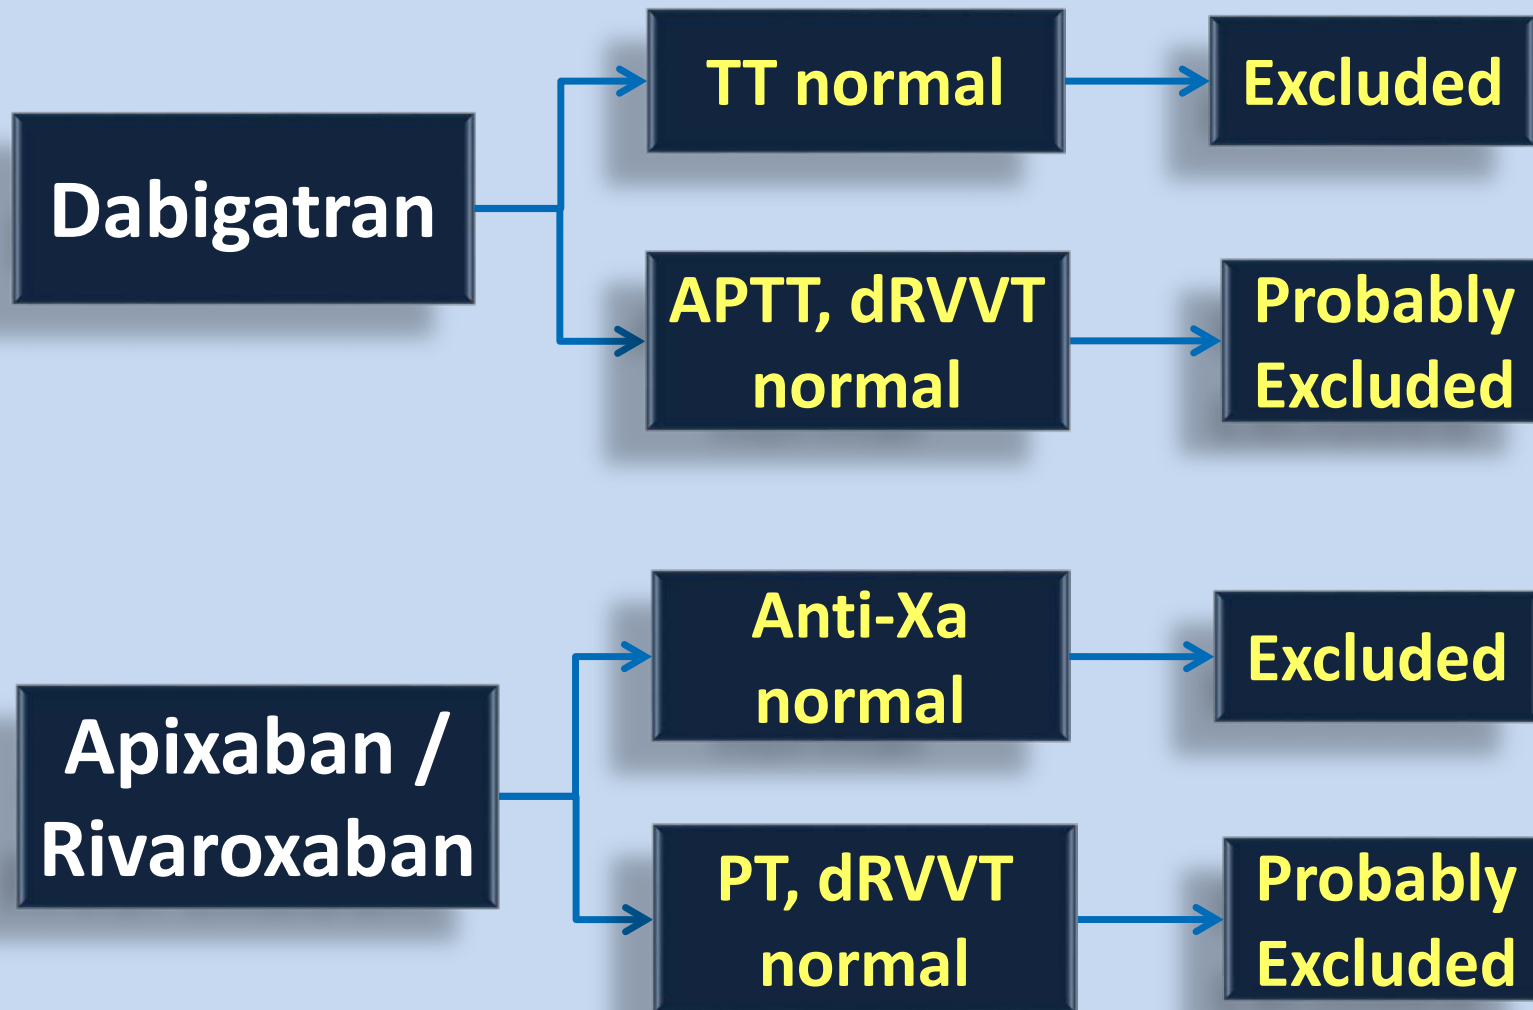 Dabigatran
TT normal
Excluded
APTT, dRVVT
normal
Probably
Excluded
Apixaban /
Rivaroxaban
Anti-Xa
normal
Excluded
PT, dRVVT
normal
Probably
Excluded